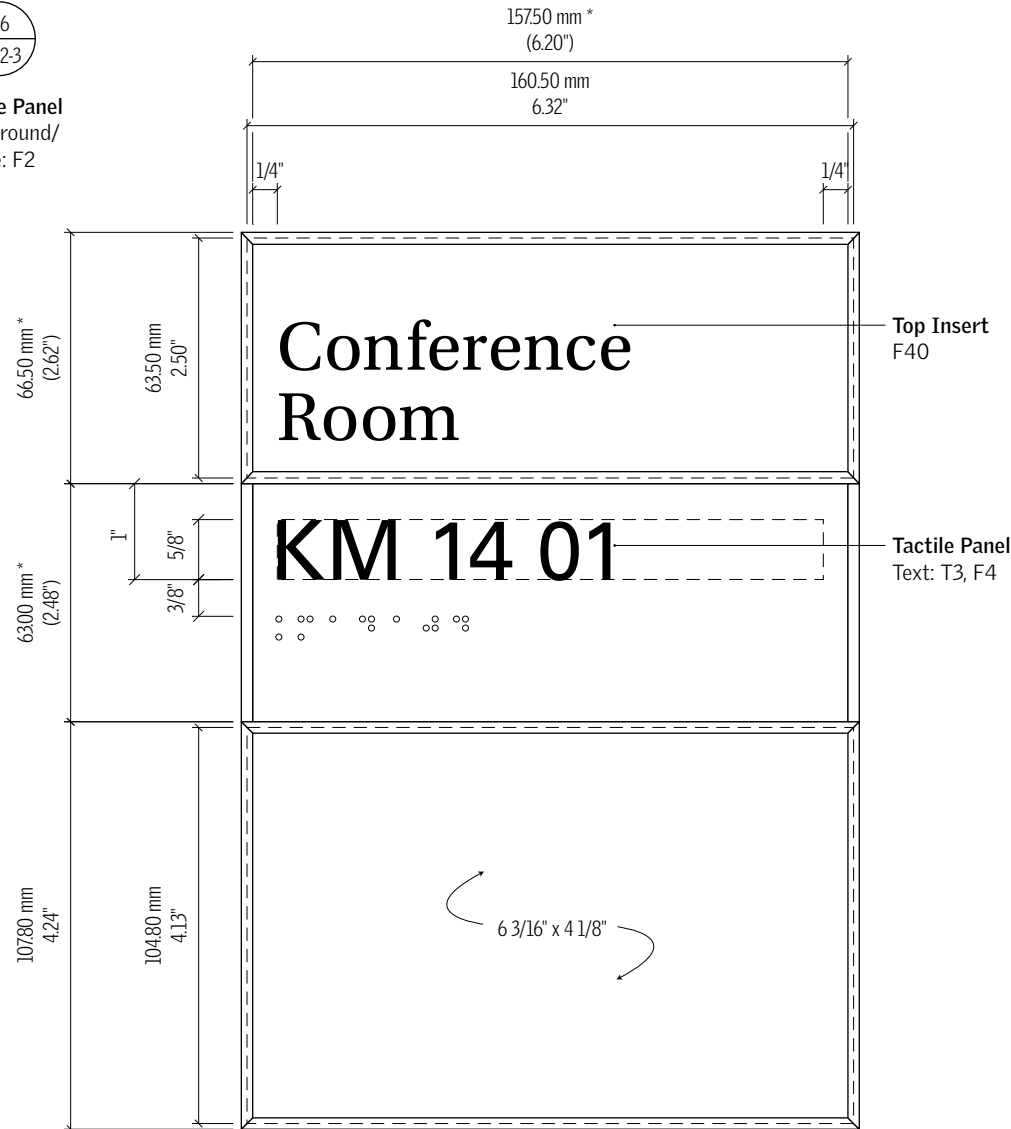 6
2-3
e Panel
round/
: F2
157.50 mm *
(6.20")
160.50 mm
6.32"
1/4"
1/4"
66.50 mm *
(2.62")
63.50 mm
2.50"
Conference
Room
Top Insert
F40
63.00 mm *
(2.48")
1"
5/8"
3/8"
KM 14 01
Tactile Panel
Text: T3, F4
107.80 mm
4.24"
104.80 mm
4.13"
6 3/16" x 4 1/8"